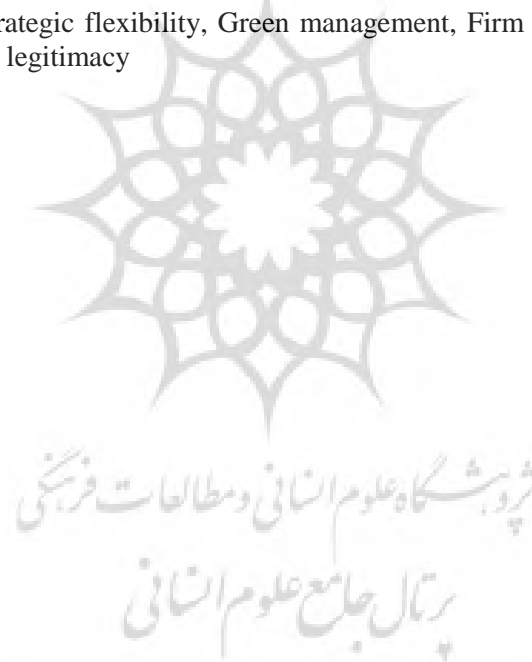 rategic flexibility, Green management, Firm
legitimacy
پژوهشگاه علوم انسانی و مطالعات فرهنگی
پرتال جامع علوم انسانی